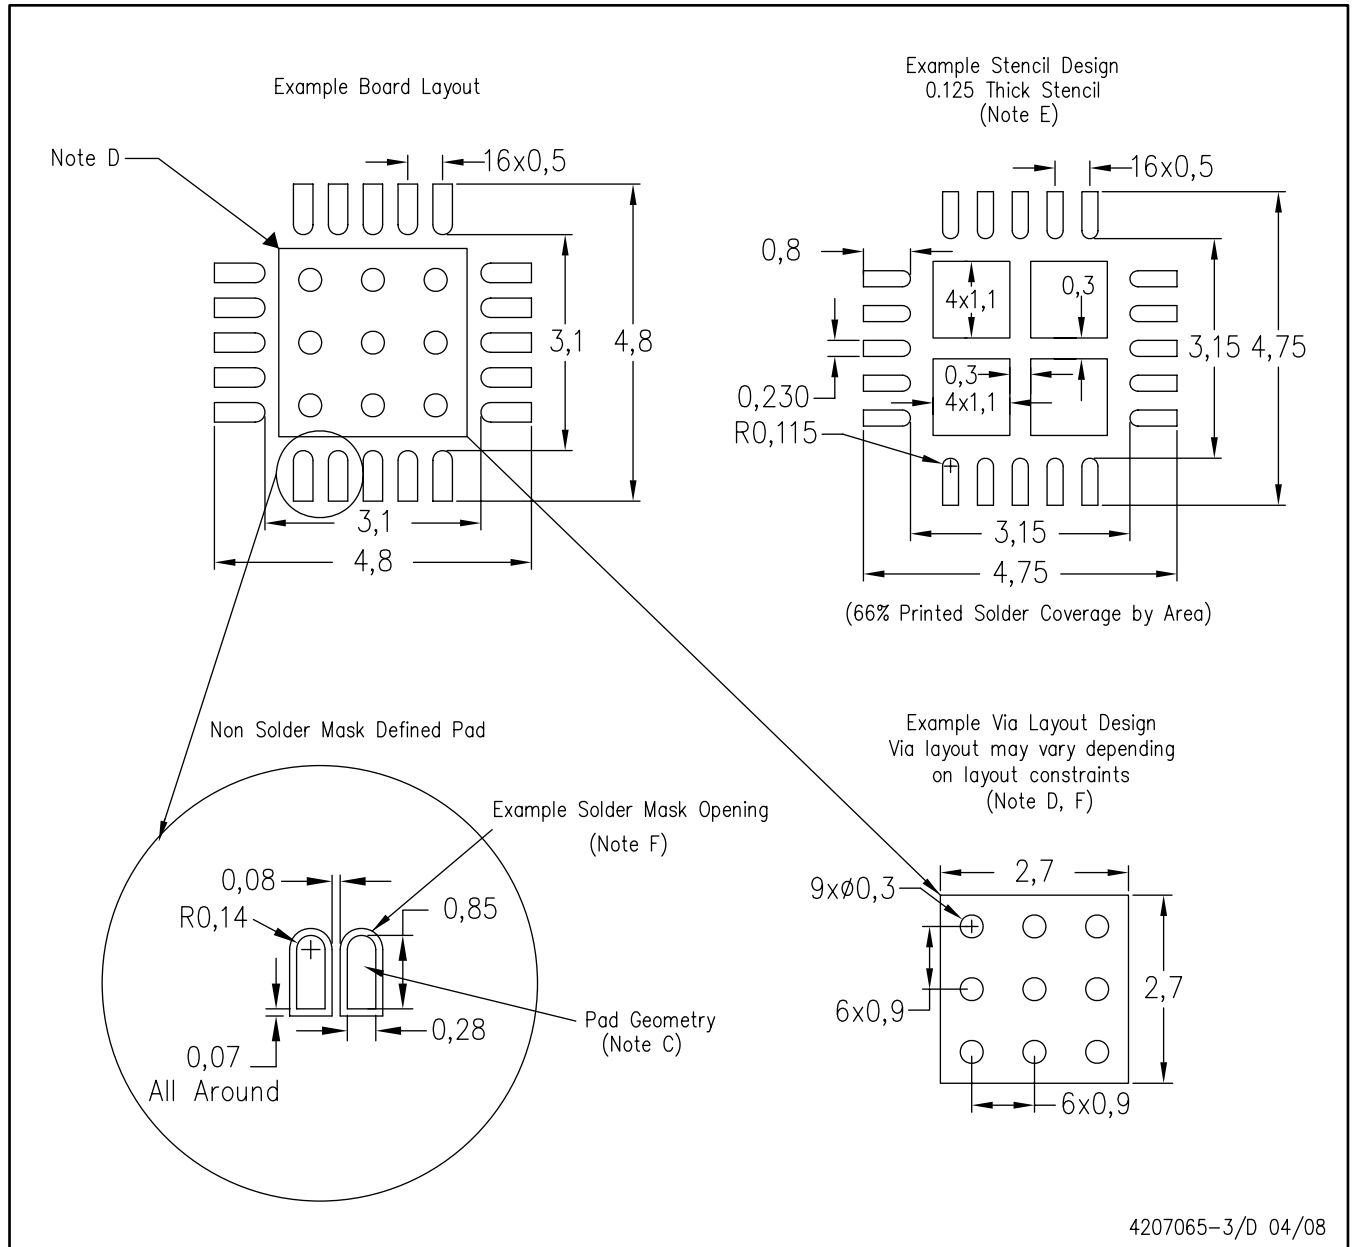 Example Board Layout
Note D
16x0,5
3,1
4,8
3,1
4,8
Example Stencil Design
0.125 Thick Stencil
(Note E)
16x0,5
0,8
4x1,1
0,3
3,15
4,75
0,3
4x1,1
0,230
R0,115
3,15
4,75
(66% Printed Solder Coverage by Area)
Non Solder Mask Defined Pad
Example Solder Mask Opening
(Note F)
0,08
R0,14
0,85
0,28
Pad Geometry
(Note C)
0,07
All Around
Example Via Layout Design
Via layout may vary depending
on layout constraints
(Note D, F)
2,7
9xø0,3
2,7
6x0,9
6x0,9
4207065-3/D 04/08